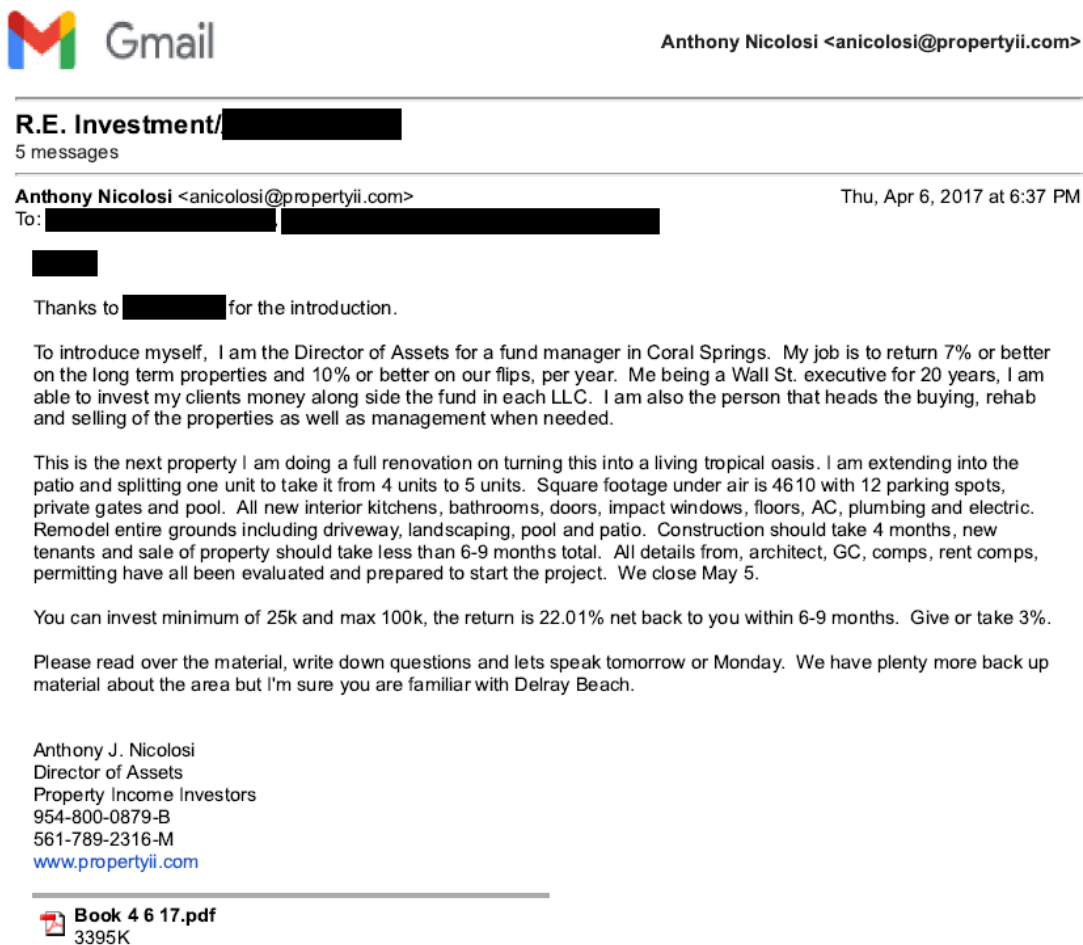 Gmail
Anthony Nicolosi <anicolosi@propertyii.com>
R.E. Investment/
5 messages
Anthony Nicolosi <anicolosi@propertyii.com>
Thu, Apr 6, 2017 at 6:37 PM
To:
Thanks to for the introduction.
To introduce myself, I am the Director of Assets for a fund manager in Coral Springs. My job is to return 7% or better
on the long term properties and 10% or better on our flips, per year. Me being a Wall St. executive for 20 years, I am
able to invest my clients money along side the fund in each LLC. I am also the person that heads the buying, rehab
and selling of the properties as well as management when needed.
This is the next property I am doing a full renovation on turning this into a living tropical oasis. I am extending into the
patio and splitting one unit to take it from 4 units to 5 units. Square footage under air is 4610 with 12 parking spots,
private gates and pool. All new interior kitchens, bathrooms, doors, impact windows, floors, AC, plumbing and electric.
Remodel entire grounds including driveway, landscaping, pool and patio. Construction should take 4 months, new
tenants and sale of property should take less than 6-9 months total. All details from, architect, GC, comps, rent comps,
permitting have all been evaluated and prepared to start the project. We close May 5.
You can invest minimum of 25k and max 100k, the return is 22.01% net back to you within 6-9 months. Give or take 3%.
Please read over the material, write down questions and lets speak tomorrow or Monday. We have plenty more back up
material about the area but I'm sure you are familiar with Delray Beach.
Anthony J. Nicolosi
Director of Assets
Property Income Investors
954-800-0879-B
561-789-2316-M
www.propertyii.com
Book 4 6 17.pdf
3395K